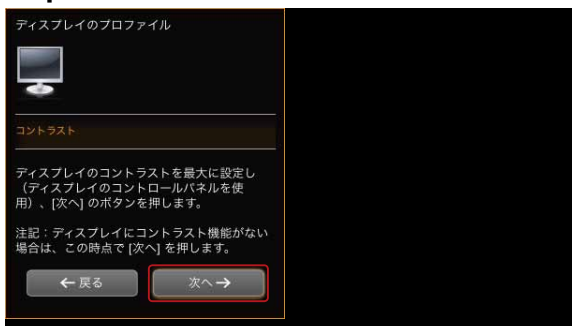 ディスプレイのプロファイル
コントラスト
ディスプレイのコントラストを最大に設定し
（ディスプレイのコントロールパネルを使
用）、[次へ] のボタンを押します。
注記：ディスプレイにコントラスト機能がない
場合は、この時点で [次へ] を押します。
←戻る
次へ→